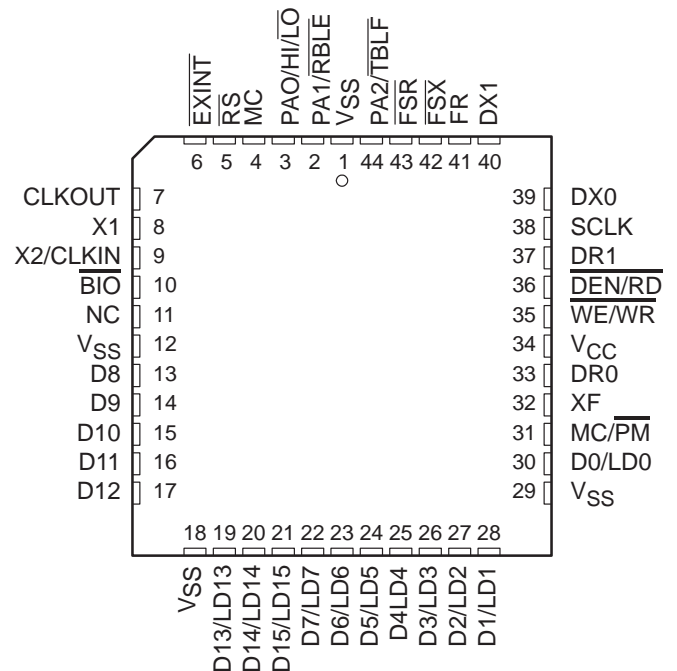 EXINT
RS
MC
PAO/HI/LO
PA1/RBLE
VSS
PA2/TBLF
FSR
FSX
FR
DX1
6 5 4 3 2 1 44 43 42 41 40
CLKOUT 7 39 DX0
X1 8 38 SCLK
X2/CLKIN 9 37 DR1
BIO 10 36 DEN/RD
NC 11 35 WE/WR
VSS 12 34 VCC
D8 13 33 DR0
D9 14 32 XF
D10 15 31 MC/PM
D11 16 30 D0/LD0
D12 17 29 VSS
18 19 20 21 22 23 24 25 26 27 28
VSS
D13/LD13
D14/LD14
D15/LD15
D7/LD7
D6/LD6
D5/LD5
D4LD4
D3/LD3
D2/LD2
D1/LD1